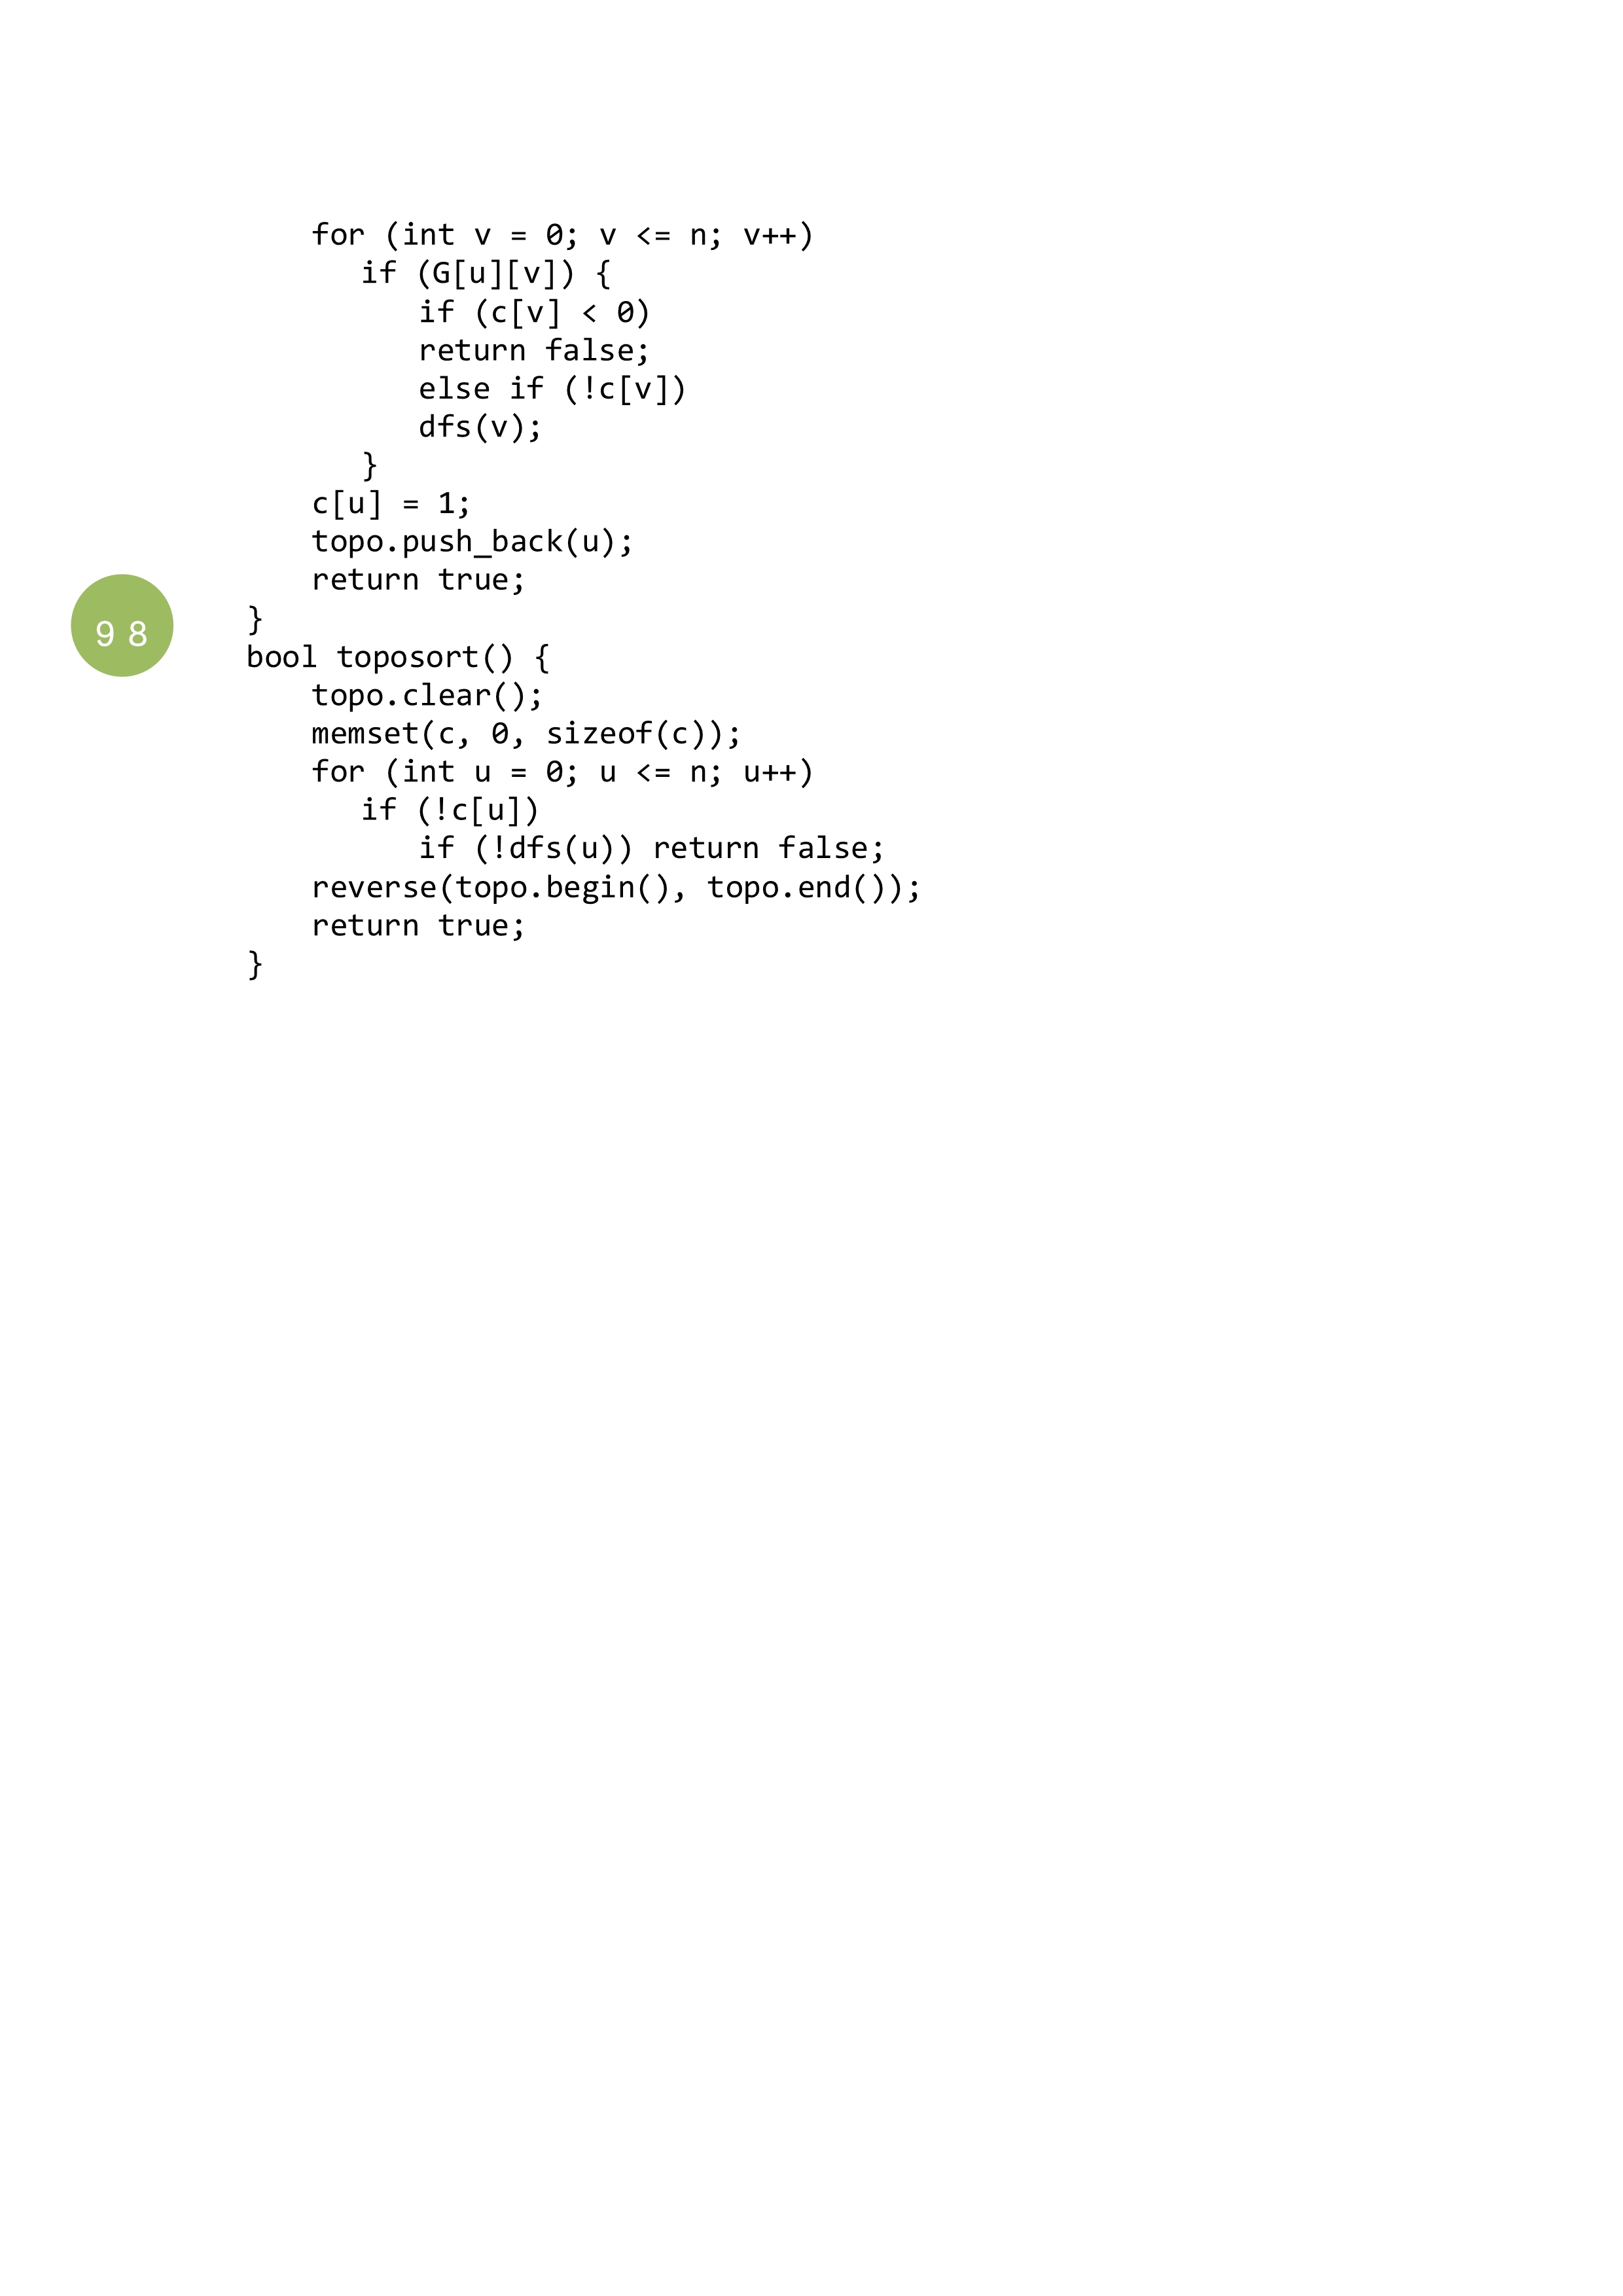 for (int v = 0; v <= n; v++)
if (G[u][v]) {
if (c[v] < 0)
return false;
else if (!c[v])
dfs(v);
}
c[u] = 1;
topo.push_back(u);
return true;
}
98
bool toposort() {
topo.clear();
memset(c, 0, sizeof(c));
for (int u = 0; u <= n; u++)
if (!c[u])
if (!dfs(u)) return false;
reverse(topo.begin(), topo.end());
return true;
}